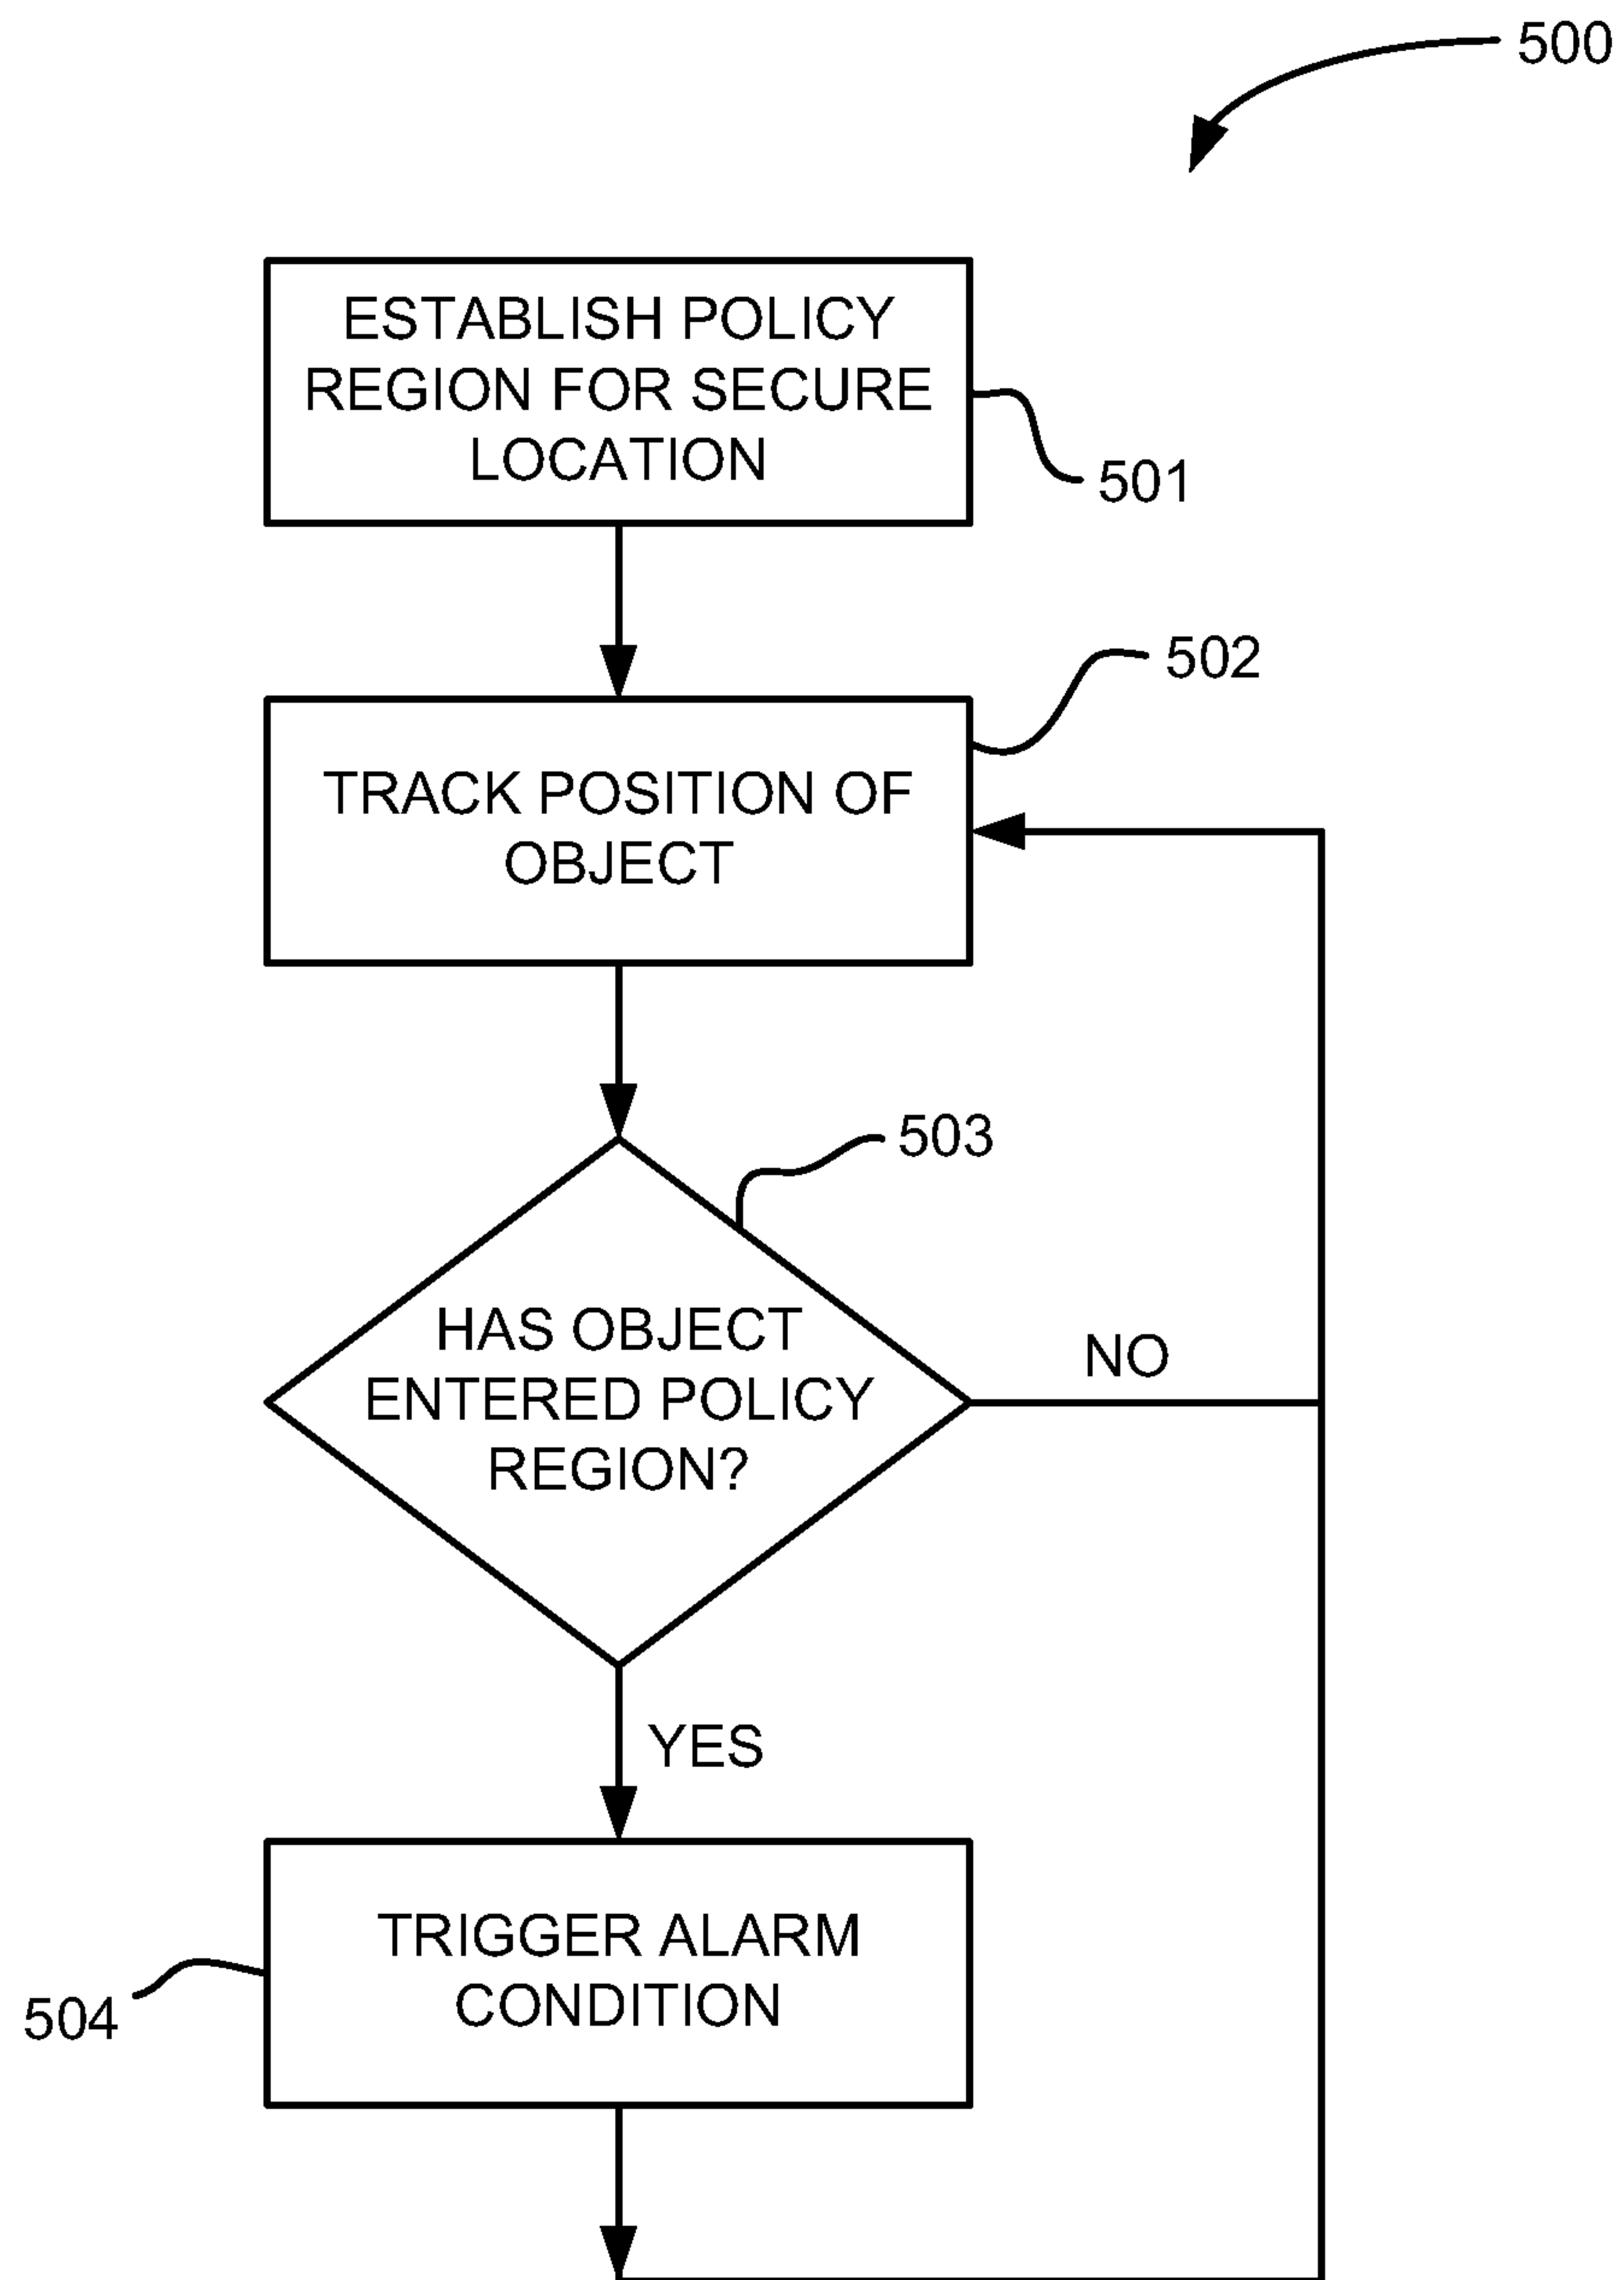 500
ESTABLISH POLICY
REGION FOR SECURE
LOCATION
501
502
TRACK POSITION OF
OBJECT
503
HAS OBJECT
ENTERED POLICY
REGION?
NO
YES
TRIGGER ALARM
CONDITION
504